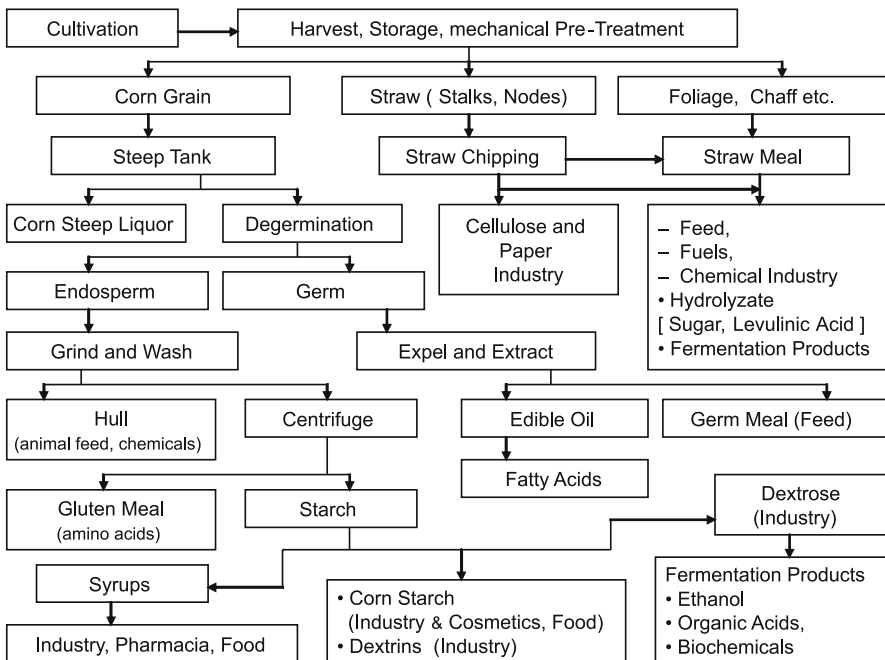 Cultivation
Harvest, Storage, mechanical Pre-Treatment
Corn Grain
Straw ( Stalks, Nodes)
Foliage, Chaff etc.
Steep Tank
Straw Chipping
Straw Meal
Corn Steep Liquor
Degermination
Cellulose and
Paper
Industry
– Feed,
– Fuels,
– Chemical Industry
• Hydrolyzate
[ Sugar, Levulinic Acid ]
• Fermentation Products
Endosperm
Germ
Grind and Wash
Expel and Extract
Hull
(animal feed, chemicals)
Centrifuge
Edible Oil
Germ Meal (Feed)
Fatty Acids
Gluten Meal
(amino acids)
Starch
Dextrose
(Industry)
Syrups
• Corn Starch
(Industry & Cosmetics, Food)
• Dextrins (Industry)
Fermentation Products
• Ethanol
• Organic Acids,
• Biochemicals
Industry, Pharmacia, Food